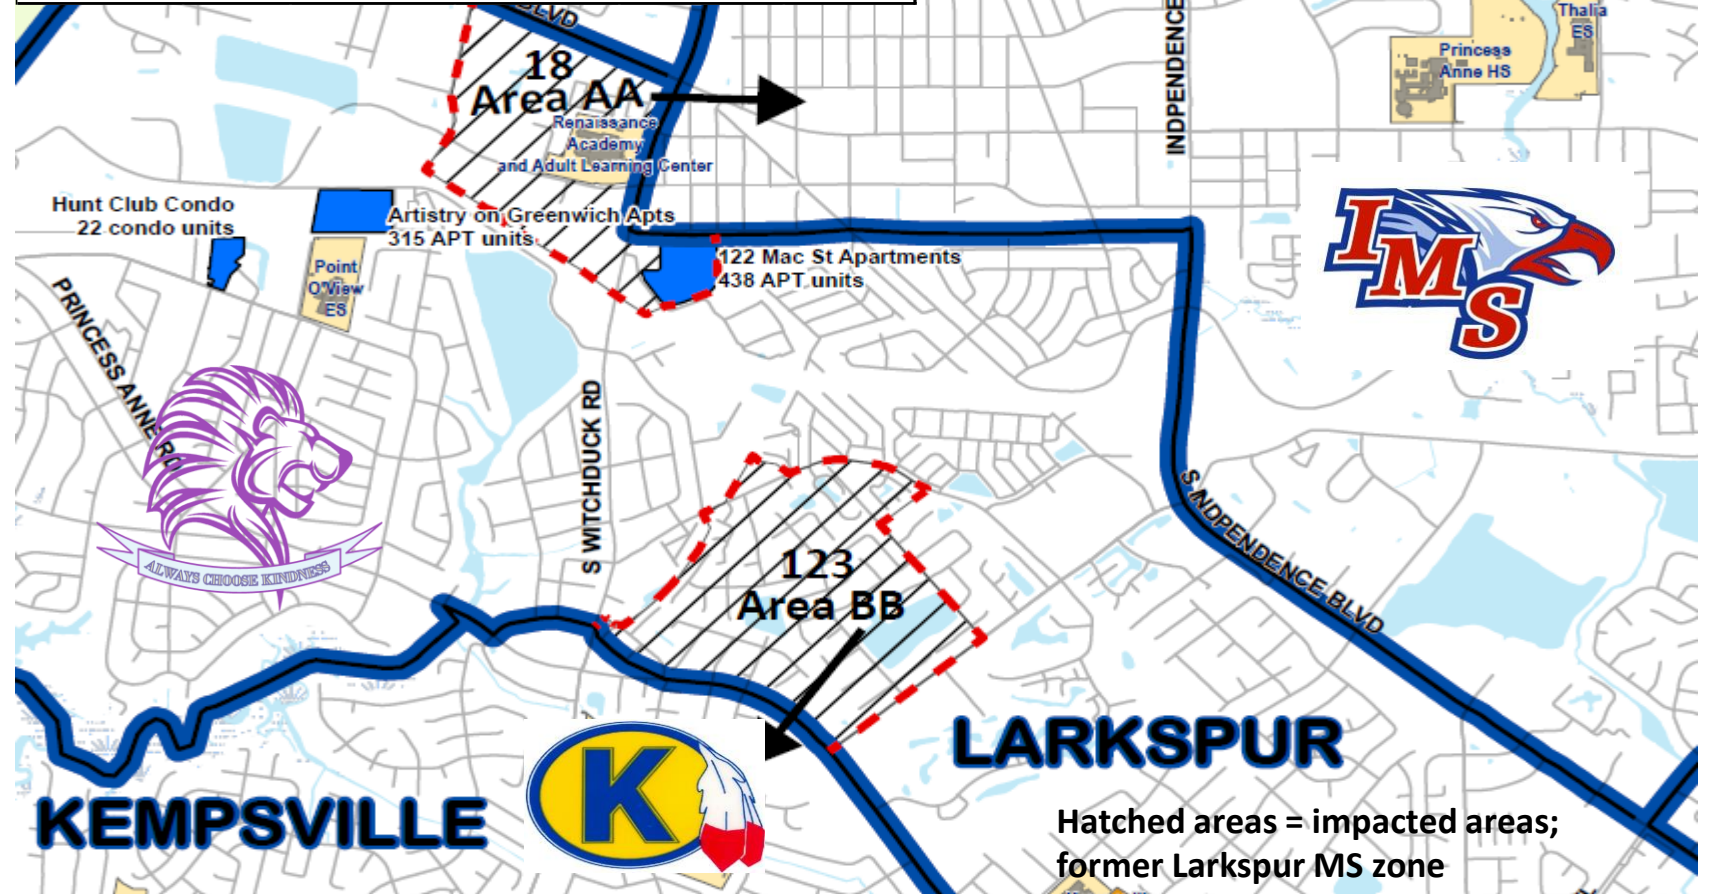 BLVD
INDPENDENCE
Thalia
ES
Princess
Anne HS
18
Area AA
Renaissance
Academy
and Adult Learning Center
Hunt Club Condo
22 condo units
Artistry on Greenwich Apts
315 APT units
122 Mac St Apartments
438 APT units
Point
O'View
ES
IMS
PRINCESS ANNE RD
S WITCHDUCK RD
S INDPENDENCE BLVD
ALWAYS CHOOSE KINDNESS
123
Area BB
LARKSPUR
KEMPSVILLE
K
Hatched areas = impacted areas;
former Larkspur MS zone